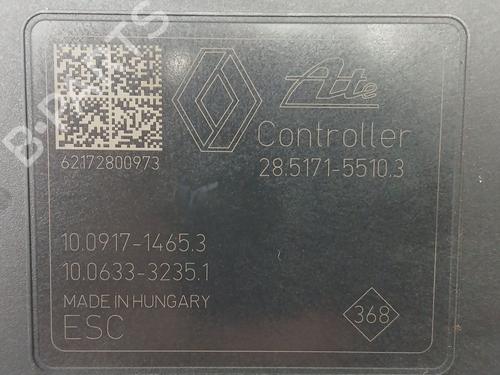 Ate
Controller
62172800973
28.5171-5510.3
10.0917-1465.3
10.0633-3235.1
MADE IN HUNGARY
ESC
368
B-PARTS